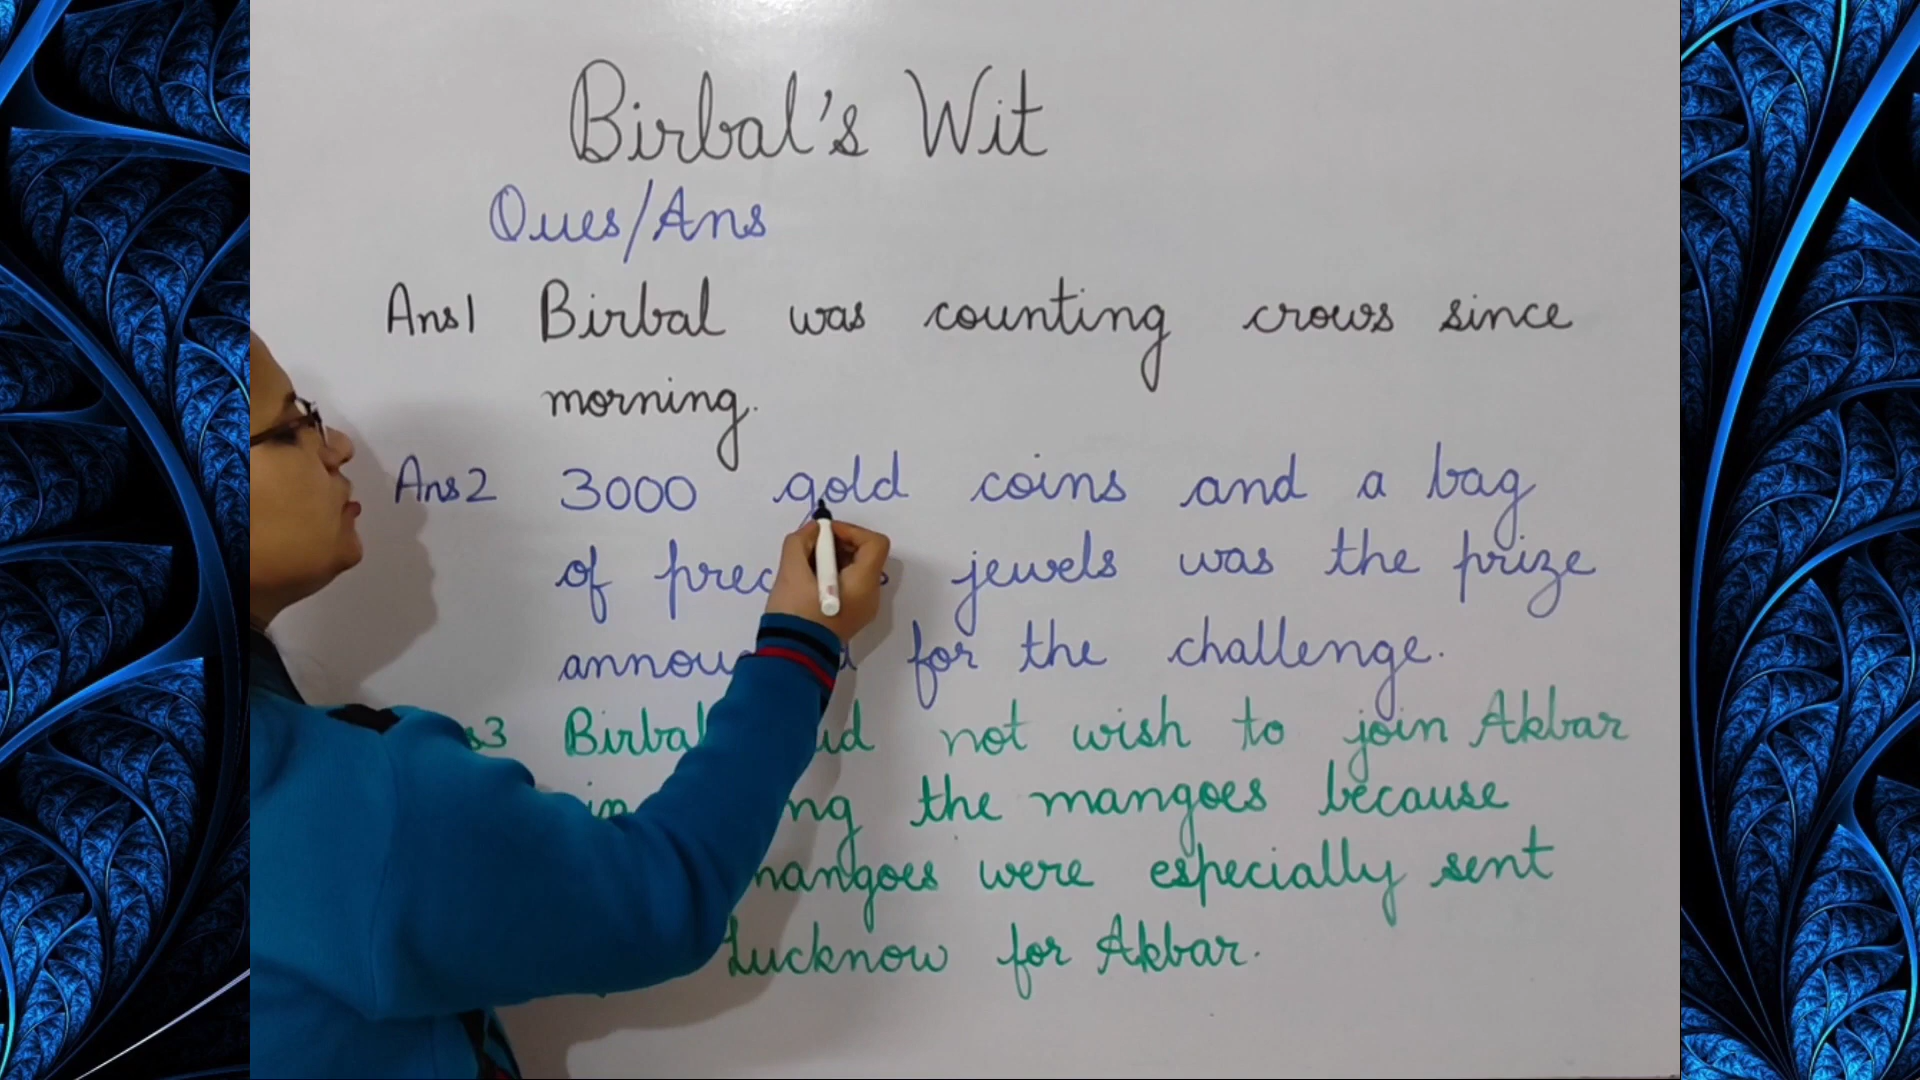 Birbal's Wit
Ques/Ans
Ans1 Birbal was counting crows since
morning.
Ans2 3000 gold coins and a bag
of jewels was the prize
for the challenge.
Birbal not wish to join Akbar
the mangoes because
mangoes were especially sent
Lucknow for Akbar.